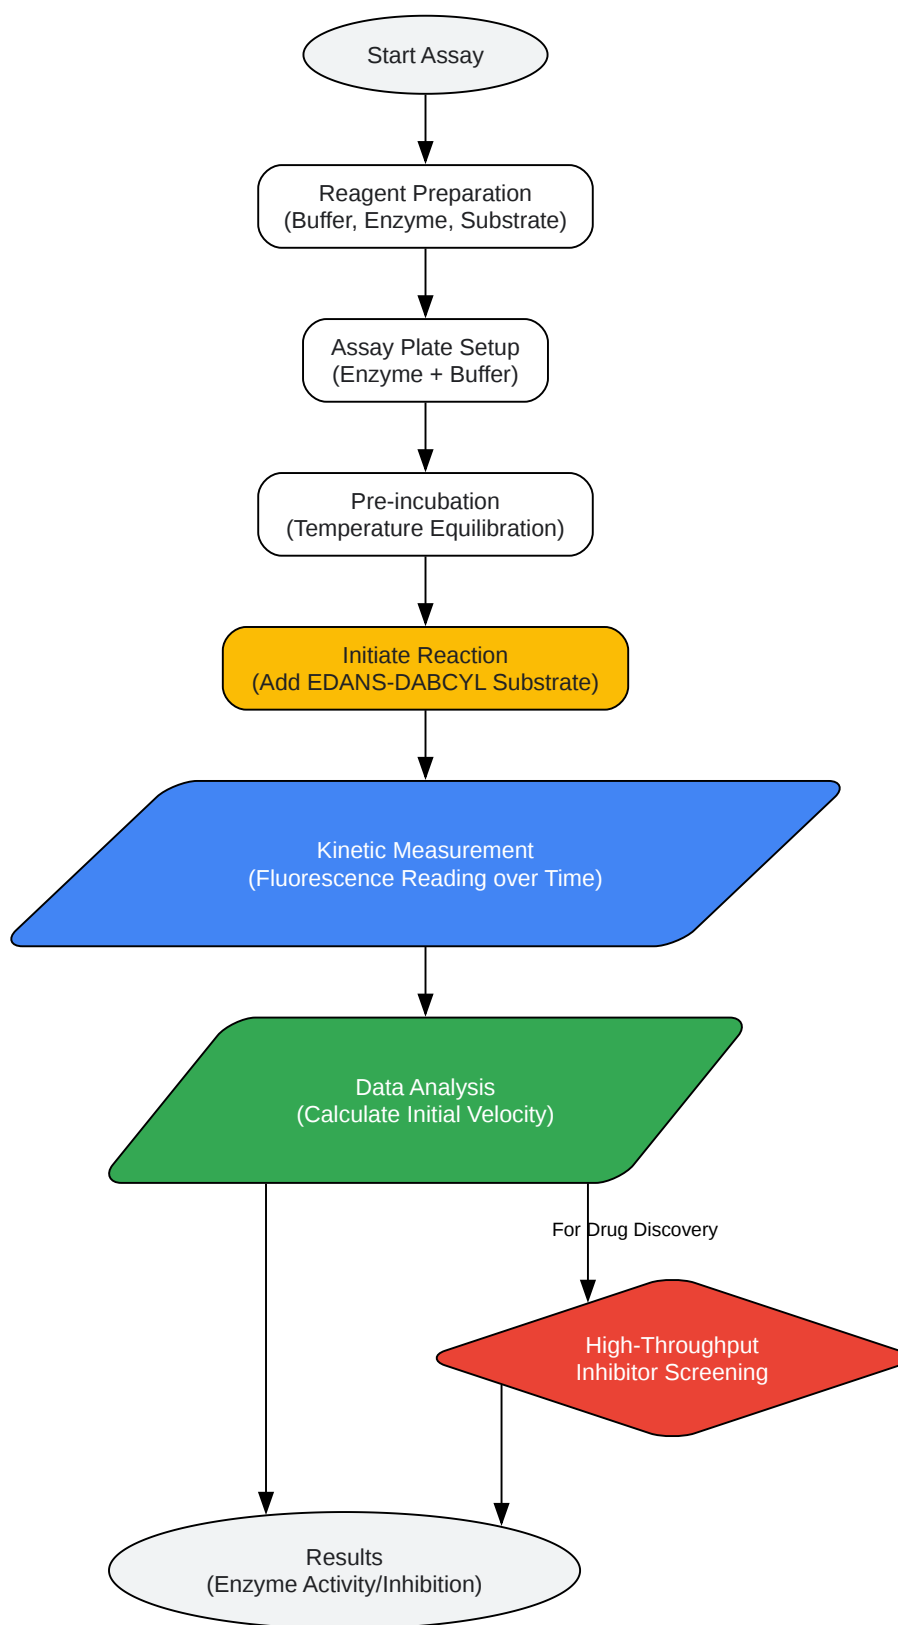 Start Assay
Reagent Preparation
(Buffer, Enzyme, Substrate)
Assay Plate Setup
(Enzyme + Buffer)
Pre-incubation
(Temperature Equilibration)
Initiate Reaction
(Add EDANS-DABCYL Substrate)
Kinetic Measurement
(Fluorescence Reading over Time)
Data Analysis
(Calculate Initial Velocity)
For Drug Discovery
High-Throughput
Inhibitor Screening
Results
(Enzyme Activity/Inhibition)